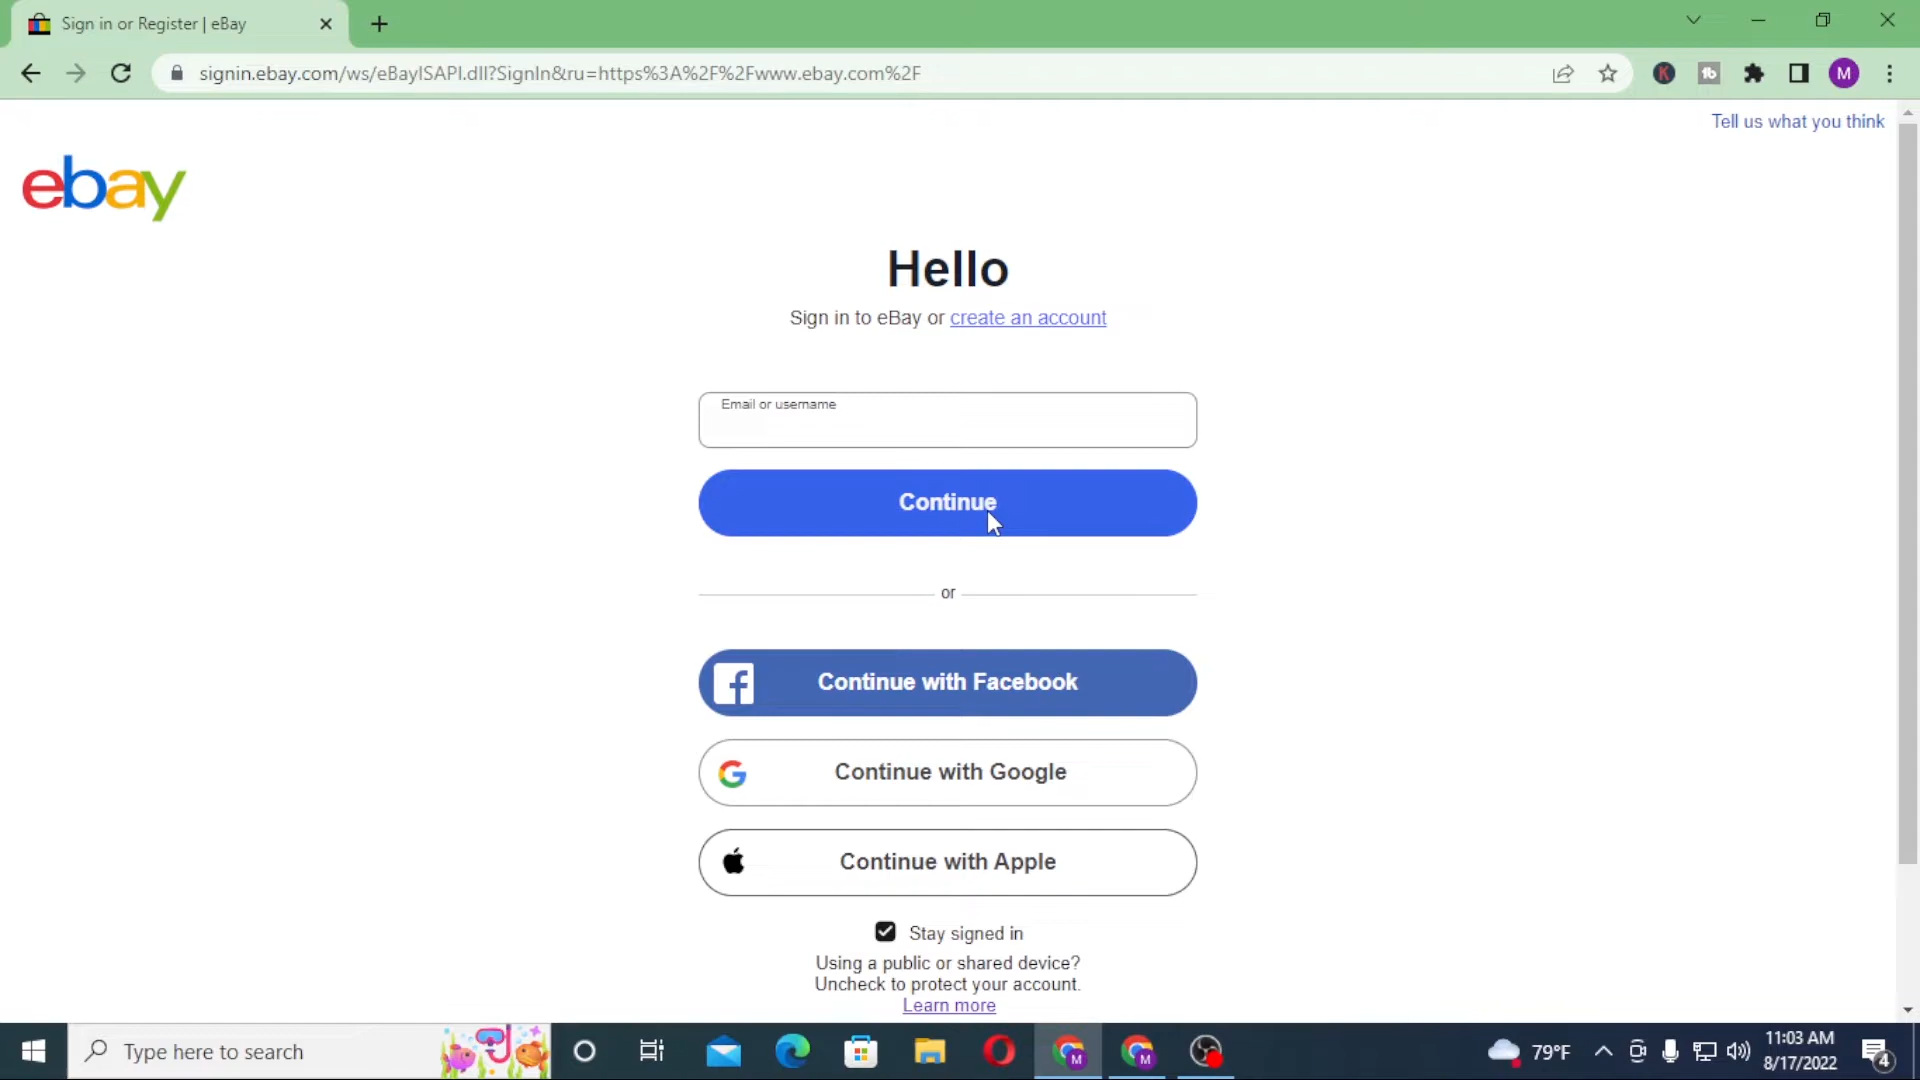 Sign in or Register | eBay
signin.ebay.com/ws/eBayISAPI.dll?SignIn&ru=https%3A%2F%2Fwww.ebay.com%2F
K
tb
M
Tell us what you think
ebay
Hello
Sign in to eBay or create an account
Email or username
Continue
or
Continue with Facebook
Continue with Google
Continue with Apple
Stay signed in
Using a public or shared device?
Uncheck to protect your account.
Learn more
Type here to search
M
M
79°F
11:03 AM
8/17/2022
4